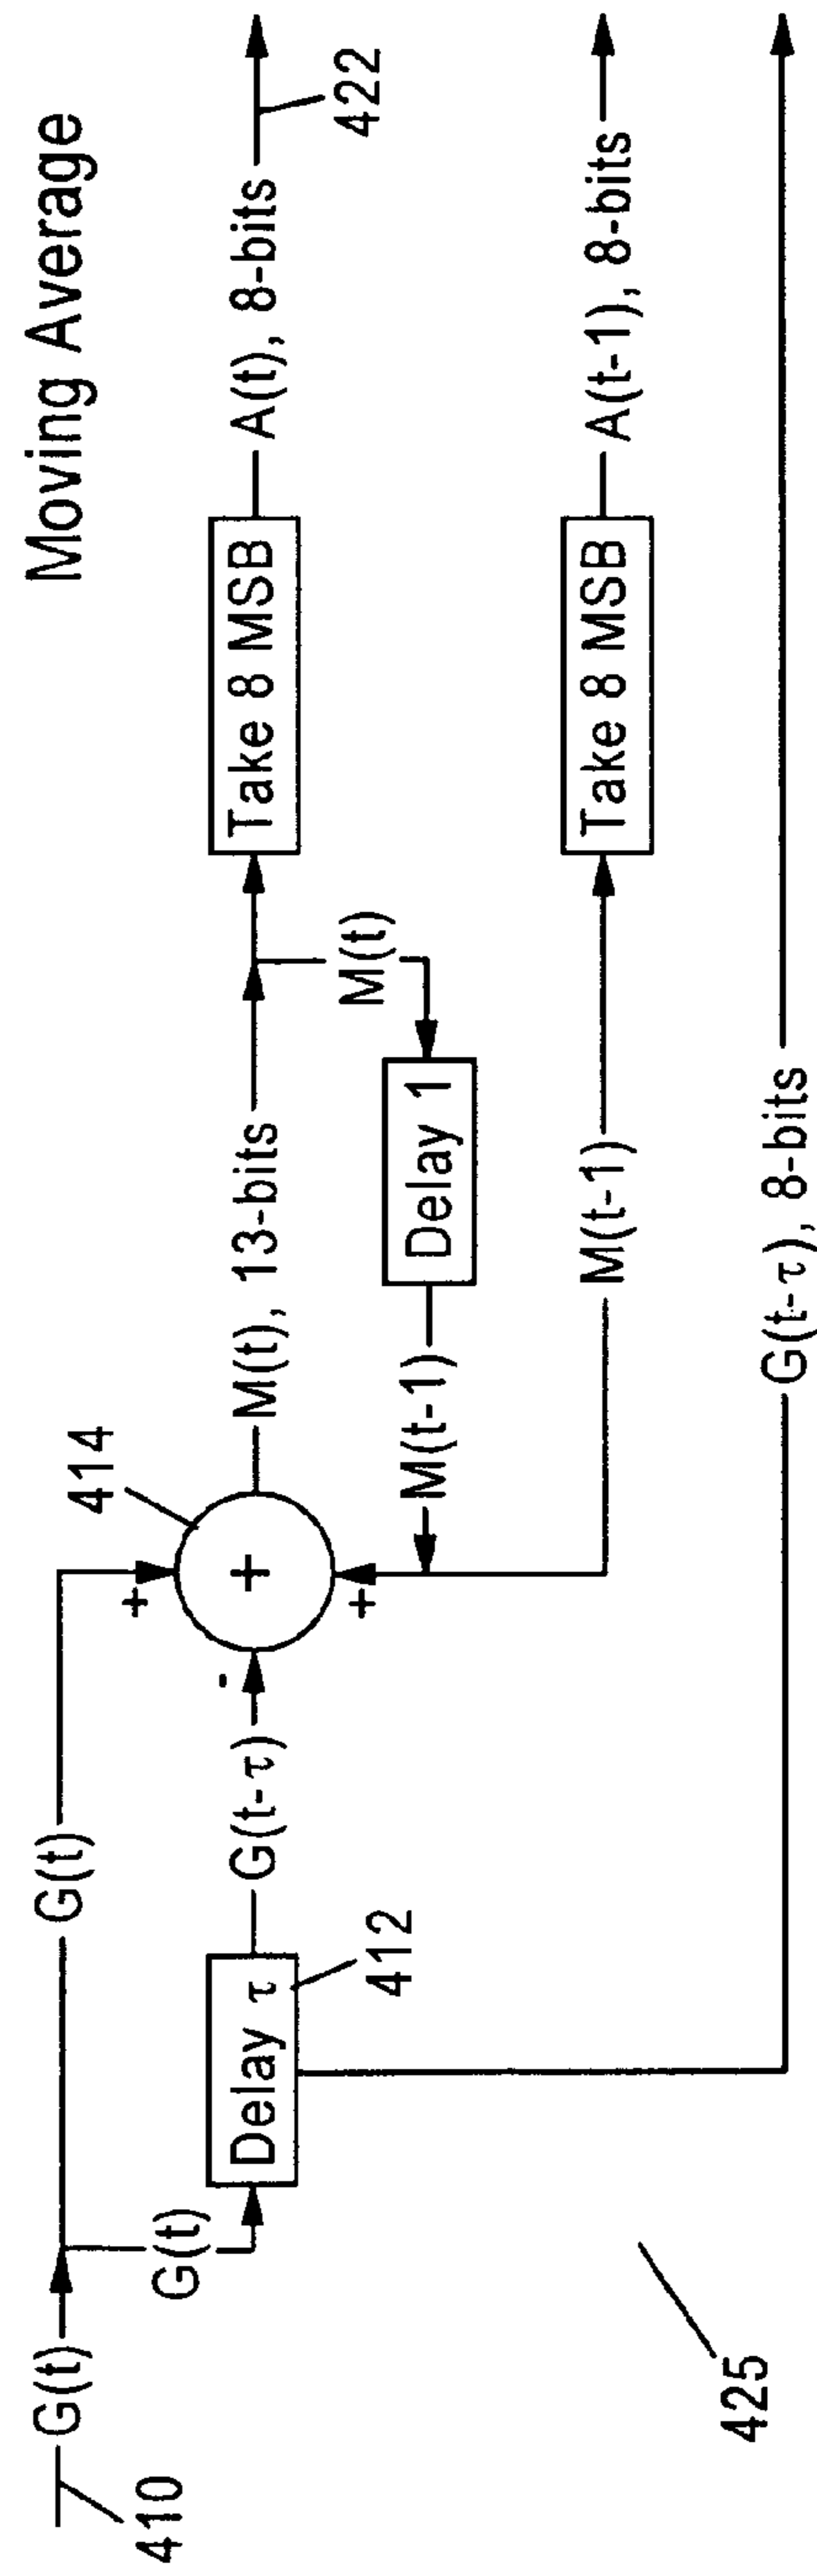 Moving Average
410
G(t)
G(t)
G(t)
Delay τ
412
G(t-τ)
+
-
+
+
414
M(t), 13-bits
M(t)
Delay 1
M(t-1)
Take 8 MSB
A(t), 8-bits
422
M(t-1)
Take 8 MSB
A(t-1), 8-bits
G(t-τ), 8-bits
425